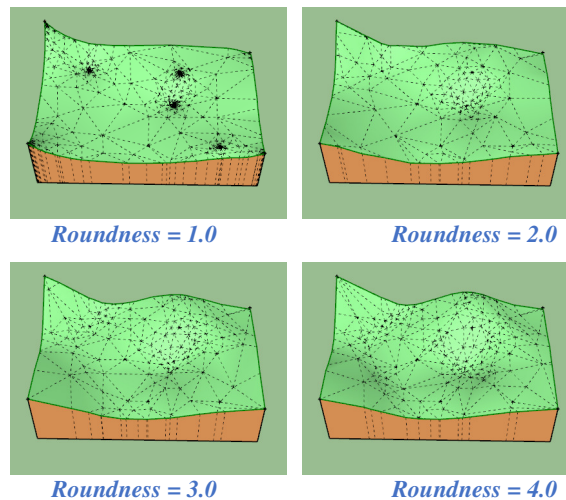 Roundness = 1.0
Roundness = 2.0
Roundness = 3.0
Roundness = 4.0